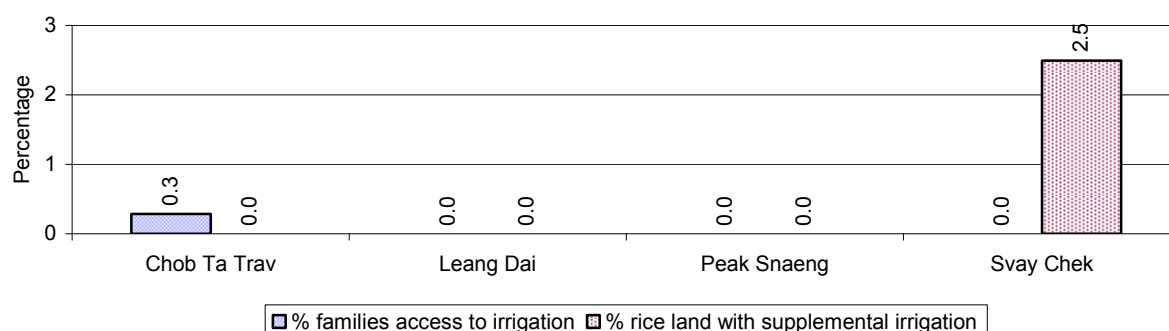 3
2.5
2
Percentage
1
0.3
0.0
0.0
0.0
0.0
0.0
0.0
0
Chob Ta Trav
Leang Dai
Peak Snaeng
Svay Chek
% families access to irrigation
% rice land with supplemental irrigation